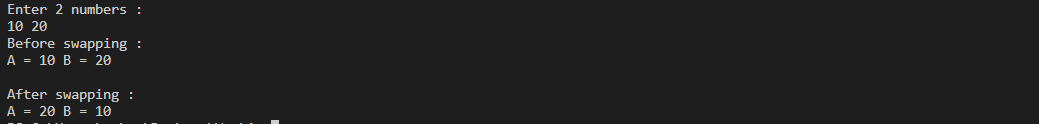 Enter 2 numbers :
10 20
Before swapping :
A = 10 B = 20
After swapping :
A = 20 B = 10